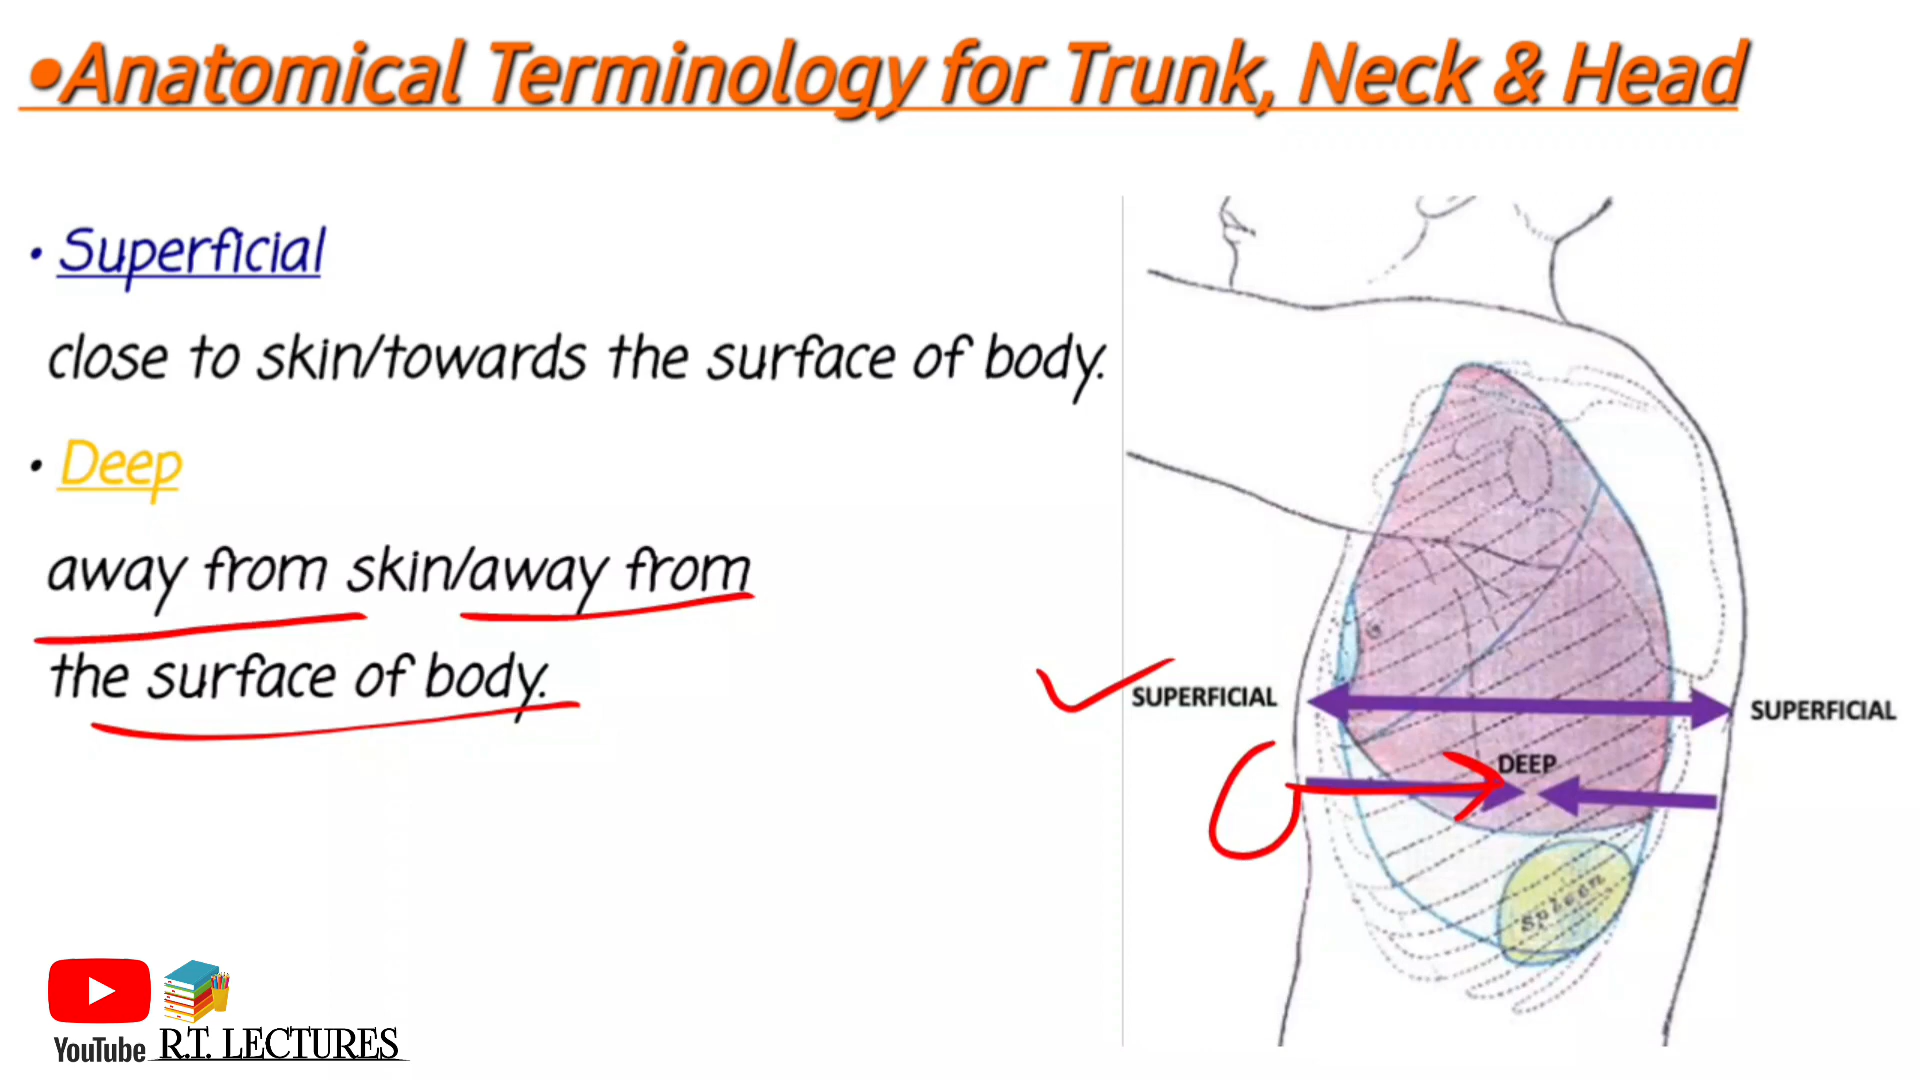 •Anatomical Terminology for Trunk, Neck & Head
• Superficial
close to skin/towards the surface of body.
• Deep
away from skin/away from
the surface of body.
SUPERFICIAL
SUPERFICIAL
DEEP
Spleen
YouTube R.T. LECTURES